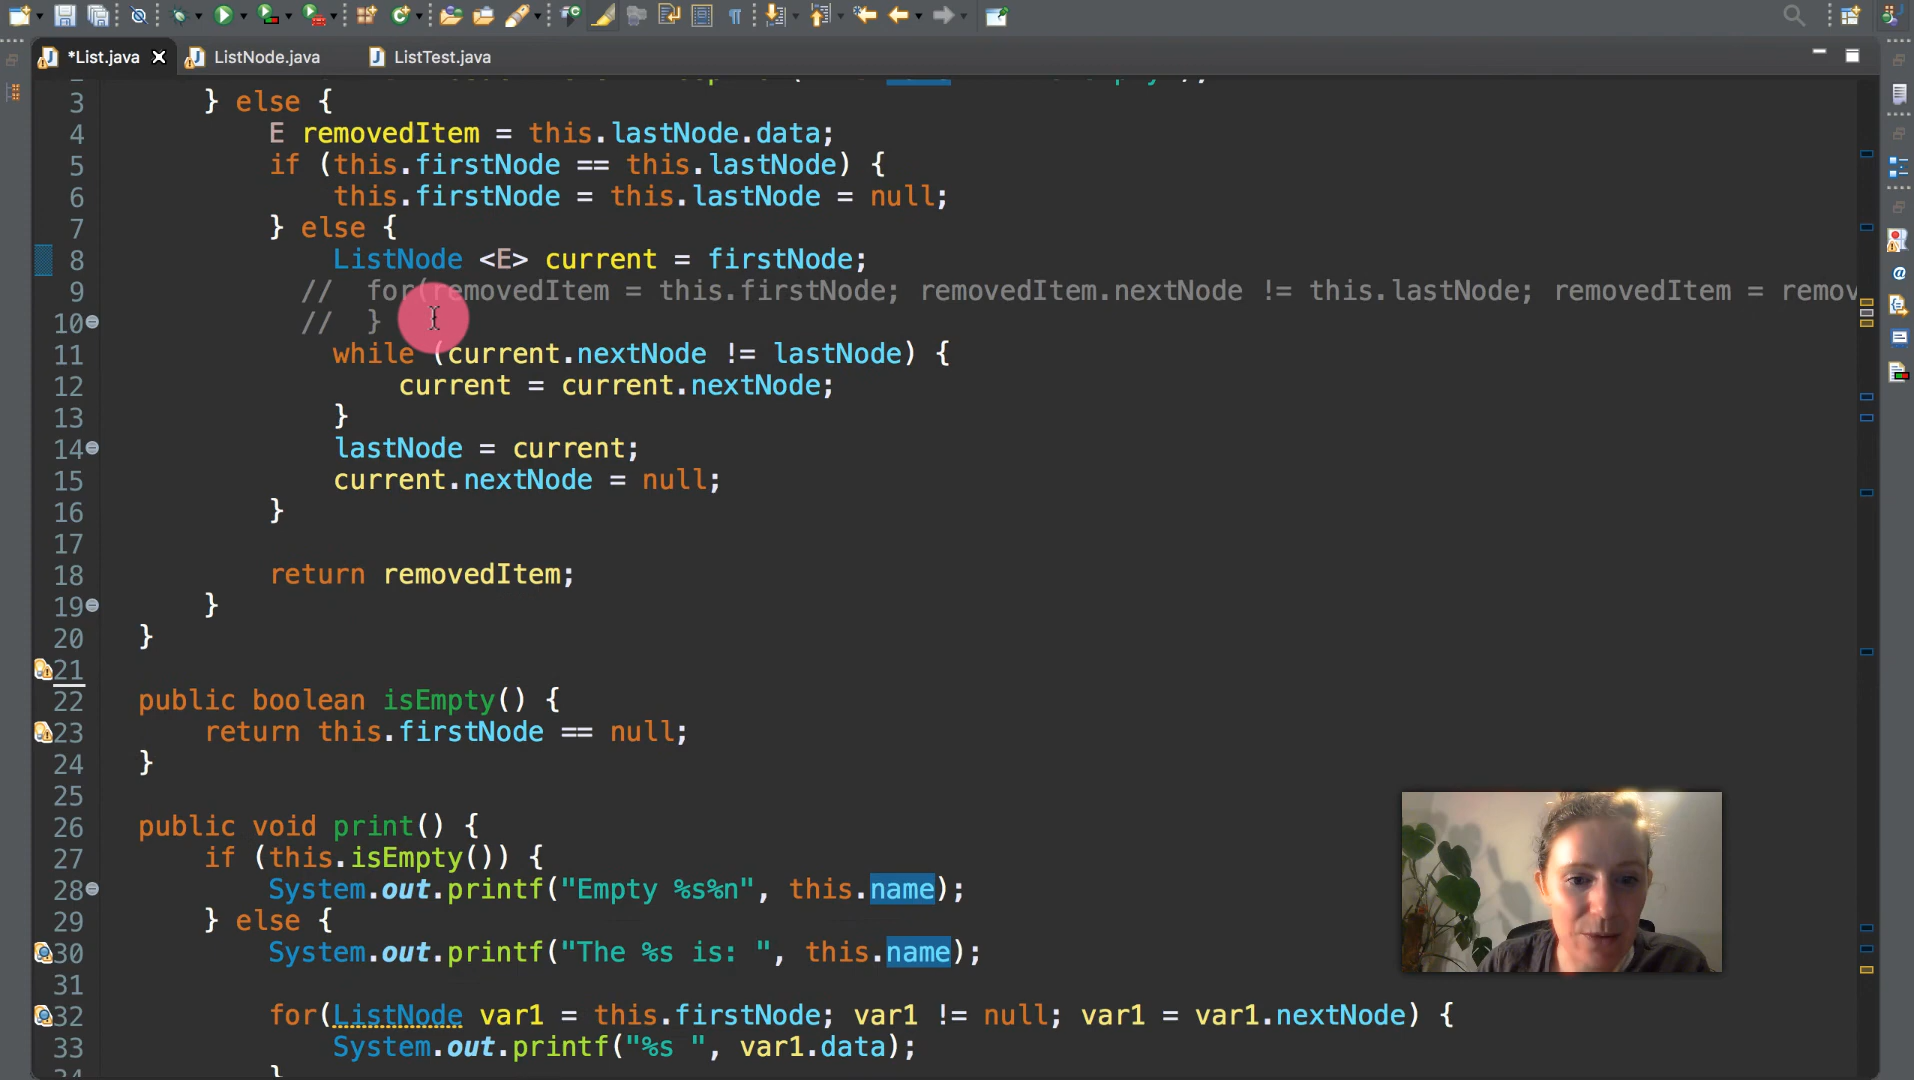 *List.java ListNode.java ListTest.java
3 } else {
4 E removedItem = this.lastNode.data;
5 if (this.firstNode == this.lastNode) {
6 this.firstNode = this.lastNode = null;
7 } else {
8 ListNode <E> current = firstNode;
9 // for(removedItem = this.firstNode; removedItem.nextNode != this.lastNode; removedItem = remov
10 // }
11 while (current.nextNode != lastNode) {
12 current = current.nextNode;
13 }
14 lastNode = current;
15 current.nextNode = null;
16 }
17
18 return removedItem;
19 }
20 }
21
22 public boolean isEmpty() {
23 return this.firstNode == null;
24 }
25
26 public void print() {
27 if (this.isEmpty()) {
28 System.out.printf("Empty %s%n", this.name);
29 } else {
30 System.out.printf("The %s is: ", this.name);
31
32 for(ListNode var1 = this.firstNode; var1 != null; var1 = var1.nextNode) {
33 System.out.printf("%s ", var1.data);